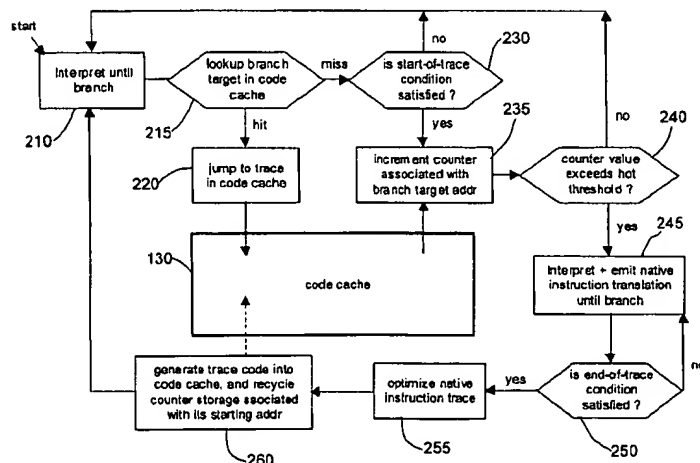 start
Interpret until
branch
210
lookup branch
target in code
cache
215
miss
hit
no
is start-of-trace
condition
satisfied ?
230
yes
jump to trace
in code cache
220
increment counter
associated with
branch target addr
235
no
counter value
exceeds hot
threshold ?
240
yes
130
code cache
Interpret + emit native
instruction translation
until branch
245
no
is end-of-trace
condition
satisfied ?
250
yes
optimize native
instruction trace
255
generate trace code into
code cache, and recycle
counter storage asociated
with its starting addr
260